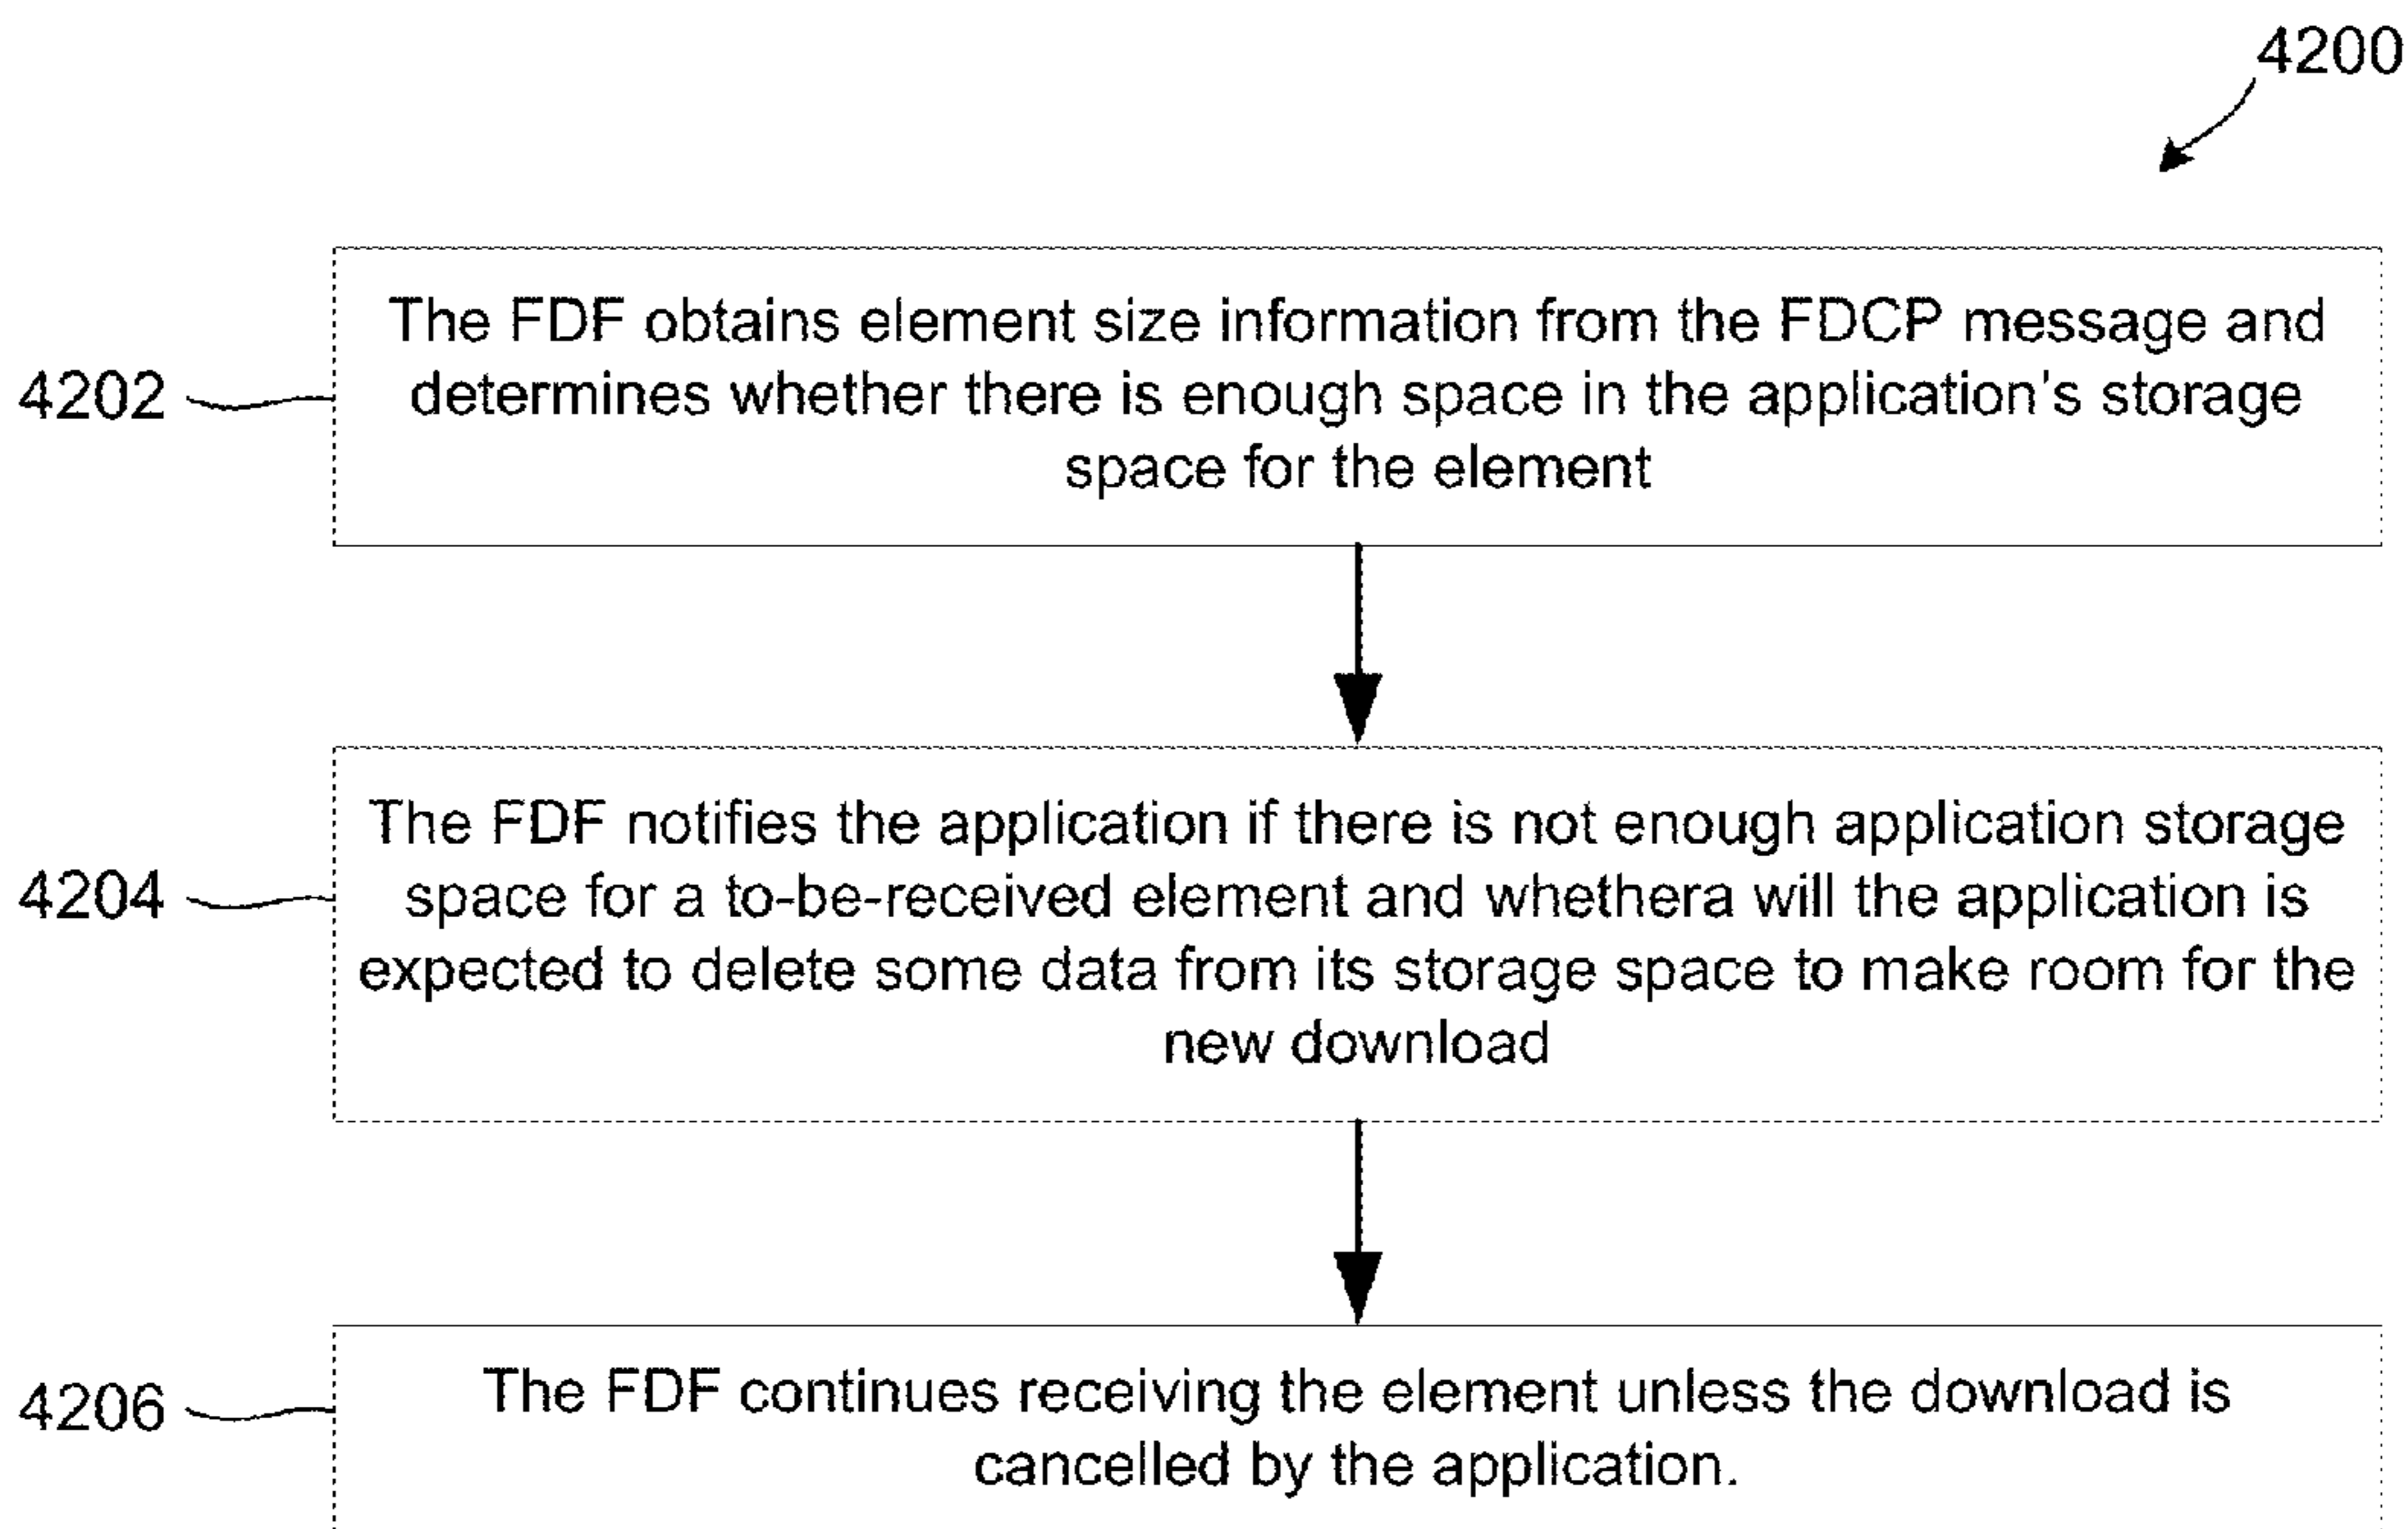 4200
4202
The FDF obtains element size information from the FDCP message and
determines whether there is enough space in the application's storage
space for the element
4204
The FDF notifies the application if there is not enough application storage
space for a to-be-received element and whethera will the application is
expected to delete some data from its storage space to make room for the
new download
4206
The FDF continues receiving the element unless the download is
cancelled by the application.